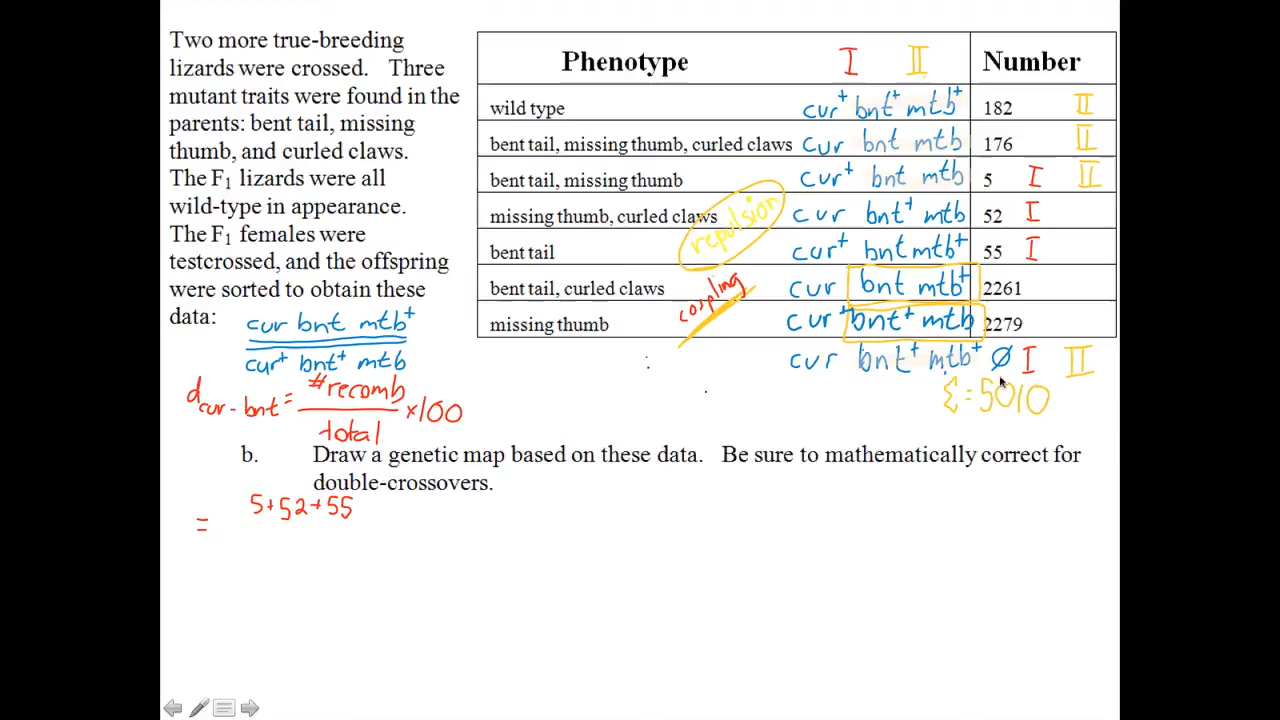 Two more true-breeding
lizards were crossed. Three
mutant traits were found in the
parents: bent tail, missing
thumb, and curled claws.
The F1 lizards were all
wild-type in appearance.
The F1 females were
testcrossed, and the offspring
were sorted to obtain these
data:
cur bnt mtb+
cur+ bnt+ mtb
Phenotype I II Number
wild type cur+ bnt+ mtb+ 182 II
bent tail, missing thumb, curled claws cur bnt mtb 176 II
bent tail, missing thumb cur+ bnt mtb 5 I II
missing thumb, curled claws cur bnt+ mtb 52 I
repulsion
bent tail cur+ bnt mtb+ 55 I
bent tail, curled claws cur bnt mtb+ 2261
coupling
missing thumb cur+ bnt+ mtb 2279
cur bnt+ mtb+ Ø I II
Σ = 5010
dcur-bnt = #recomb
total ×100
b. Draw a genetic map based on these data. Be sure to mathematically correct for
double-crossovers.
= 5+52+55